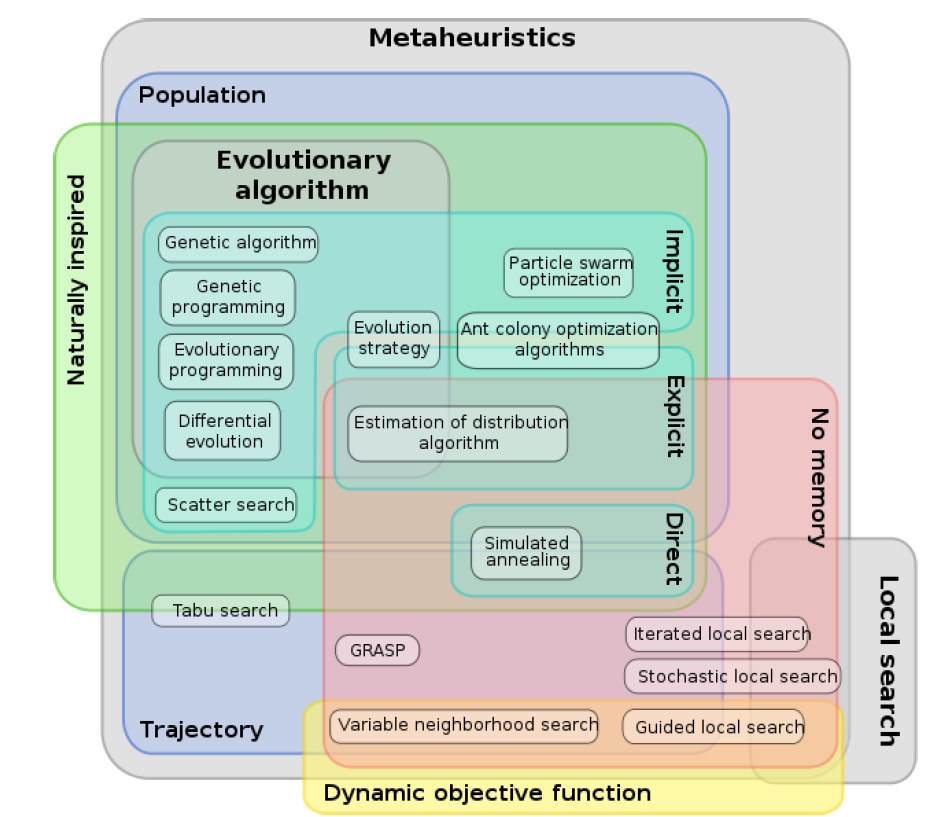 Metaheuristics
Population
Naturally inspired
Evolutionary
algorithm
Genetic algorithm
Genetic
programming
Evolutionary
programming
Differential
evolution
Scatter search
Evolution
strategy
Particle swarm
optimization
Ant colony optimization
algorithms
Implicit
Estimation of distribution
algorithm
Explicit
No memory
Simulated
annealing
Direct
Tabu search
GRASP
Iterated local search
Stochastic local search
Local search
Trajectory
Variable neighborhood search
Guided local search
Dynamic objective function